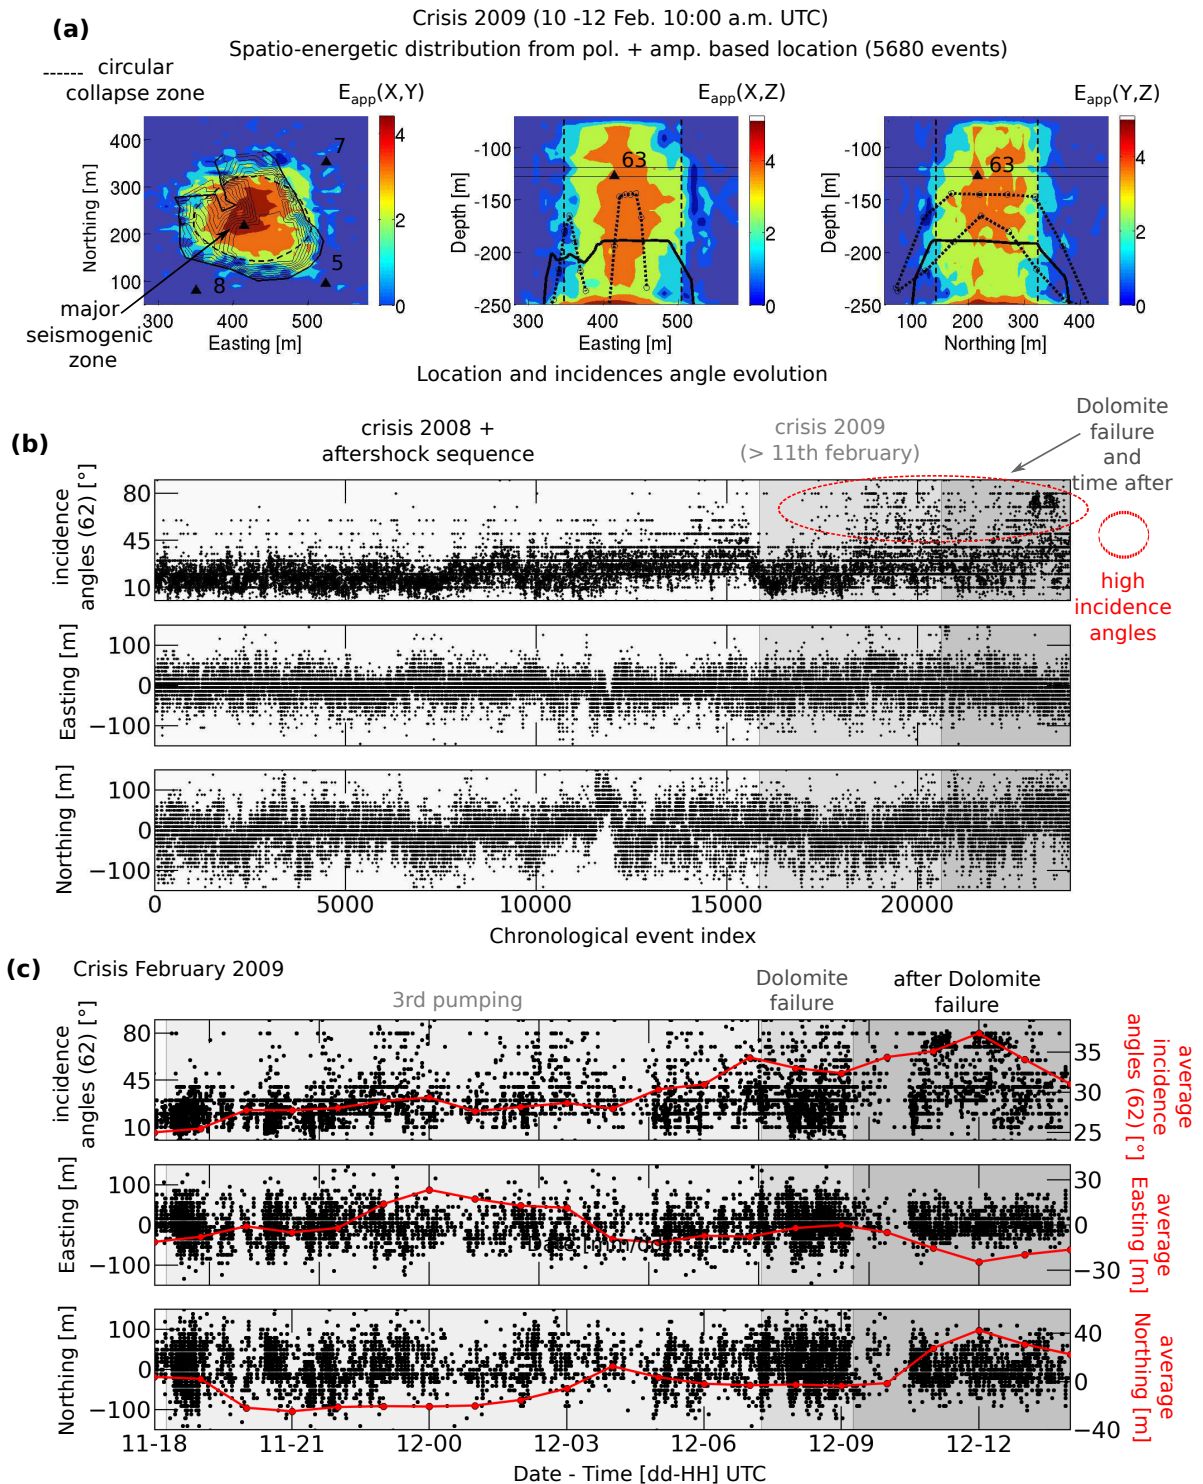 (a)
Crisis 2009 (10 -12 Feb. 10:00 a.m. UTC)
Spatio-energetic distribution from pol. + amp. based location (5680 events)
------ circular
collapse zone
E_app(X,Y)
E_app(X,Z)
E_app(Y,Z)
Northing [m]
400
300
200
100
7
5
8
4
2
0
300
400
500
Easting [m]
major
seismogenic
zone
Depth [m]
-100
-150
-200
-250
63
4
2
0
300
400
500
Easting [m]
Depth [m]
-100
-150
-200
-250
63
4
2
0
100
200
300
400
Northing [m]
Location and incidences angle evolution
(b)
crisis 2008 +
aftershock sequence
crisis 2009
(> 11th february)
Dolomite
failure
and
time after
incidence
angles (62) [°]
80
45
10
high
incidence
angles
Easting [m]
100
0
−100
Northing [m]
100
0
−100
0
5000
10000
15000
20000
Chronological event index
(c)
Crisis February 2009
3rd pumping
Dolomite
failure
after Dolomite
failure
incidence
angles (62) [°]
80
45
10
35
30
25
average
incidence
angles (62) [°]
Easting [m]
100
0
−100
30
0
−30
average
Easting [m]
Northing [m]
100
0
−100
40
0
−40
average
Northing [m]
11-18
11-21
12-00
12-03
12-06
12-09
12-12
Date - Time [dd-HH] UTC